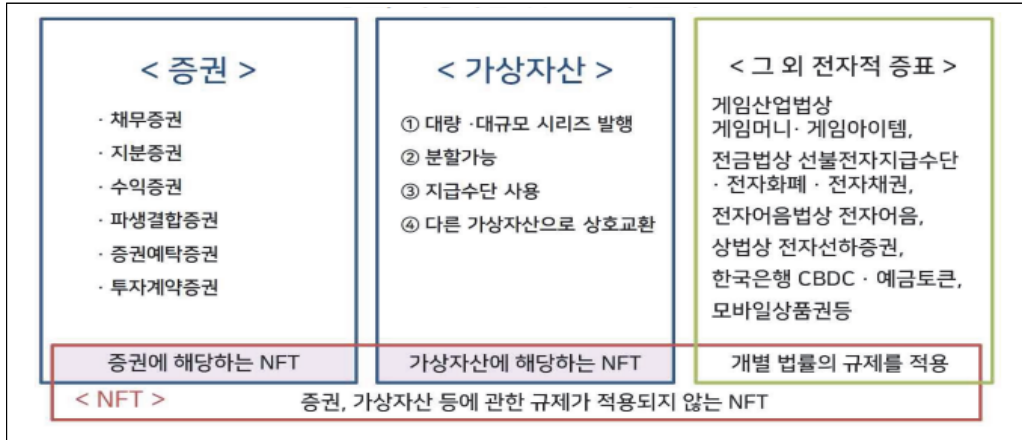 < 증권 >
· 채무증권
· 지분증권
· 수익증권
· 파생결합증권
· 증권예탁증권
· 투자계약증권
증권에 해당하는 NFT
< 가상자산 >
① 대량 ·대규모 시리즈 발행
② 분할가능
③ 지급수단 사용
④ 다른 가상자산으로 상호교환
가상자산에 해당하는 NFT
< 그 외 전자적 증표 >
게임산업법상
게임머니· 게임아이템,
전금법상 선불전자지급수단
· 전자화폐 · 전자채권,
전자어음법상 전자어음,
상법상 전자선하증권,
한국은행 CBDC · 예금토큰,
모바일상품권등
개별 법률의 규제를 적용
< NFT >
증권, 가상자산 등에 관한 규제가 적용되지 않는 NFT